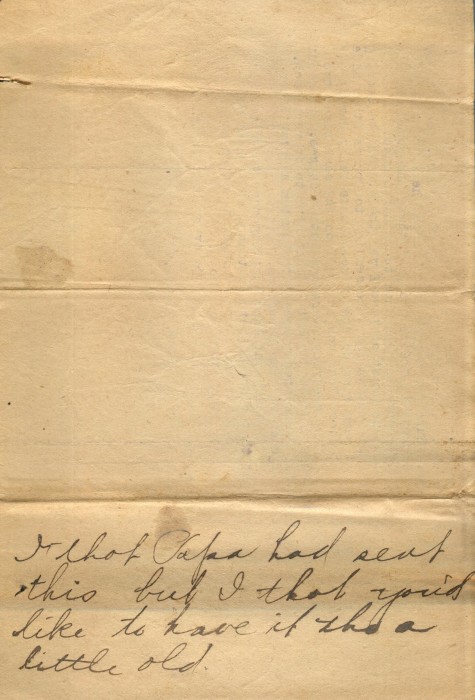 I thot Papa had sent
this but I thot you'd
like to have it tho a
little old.